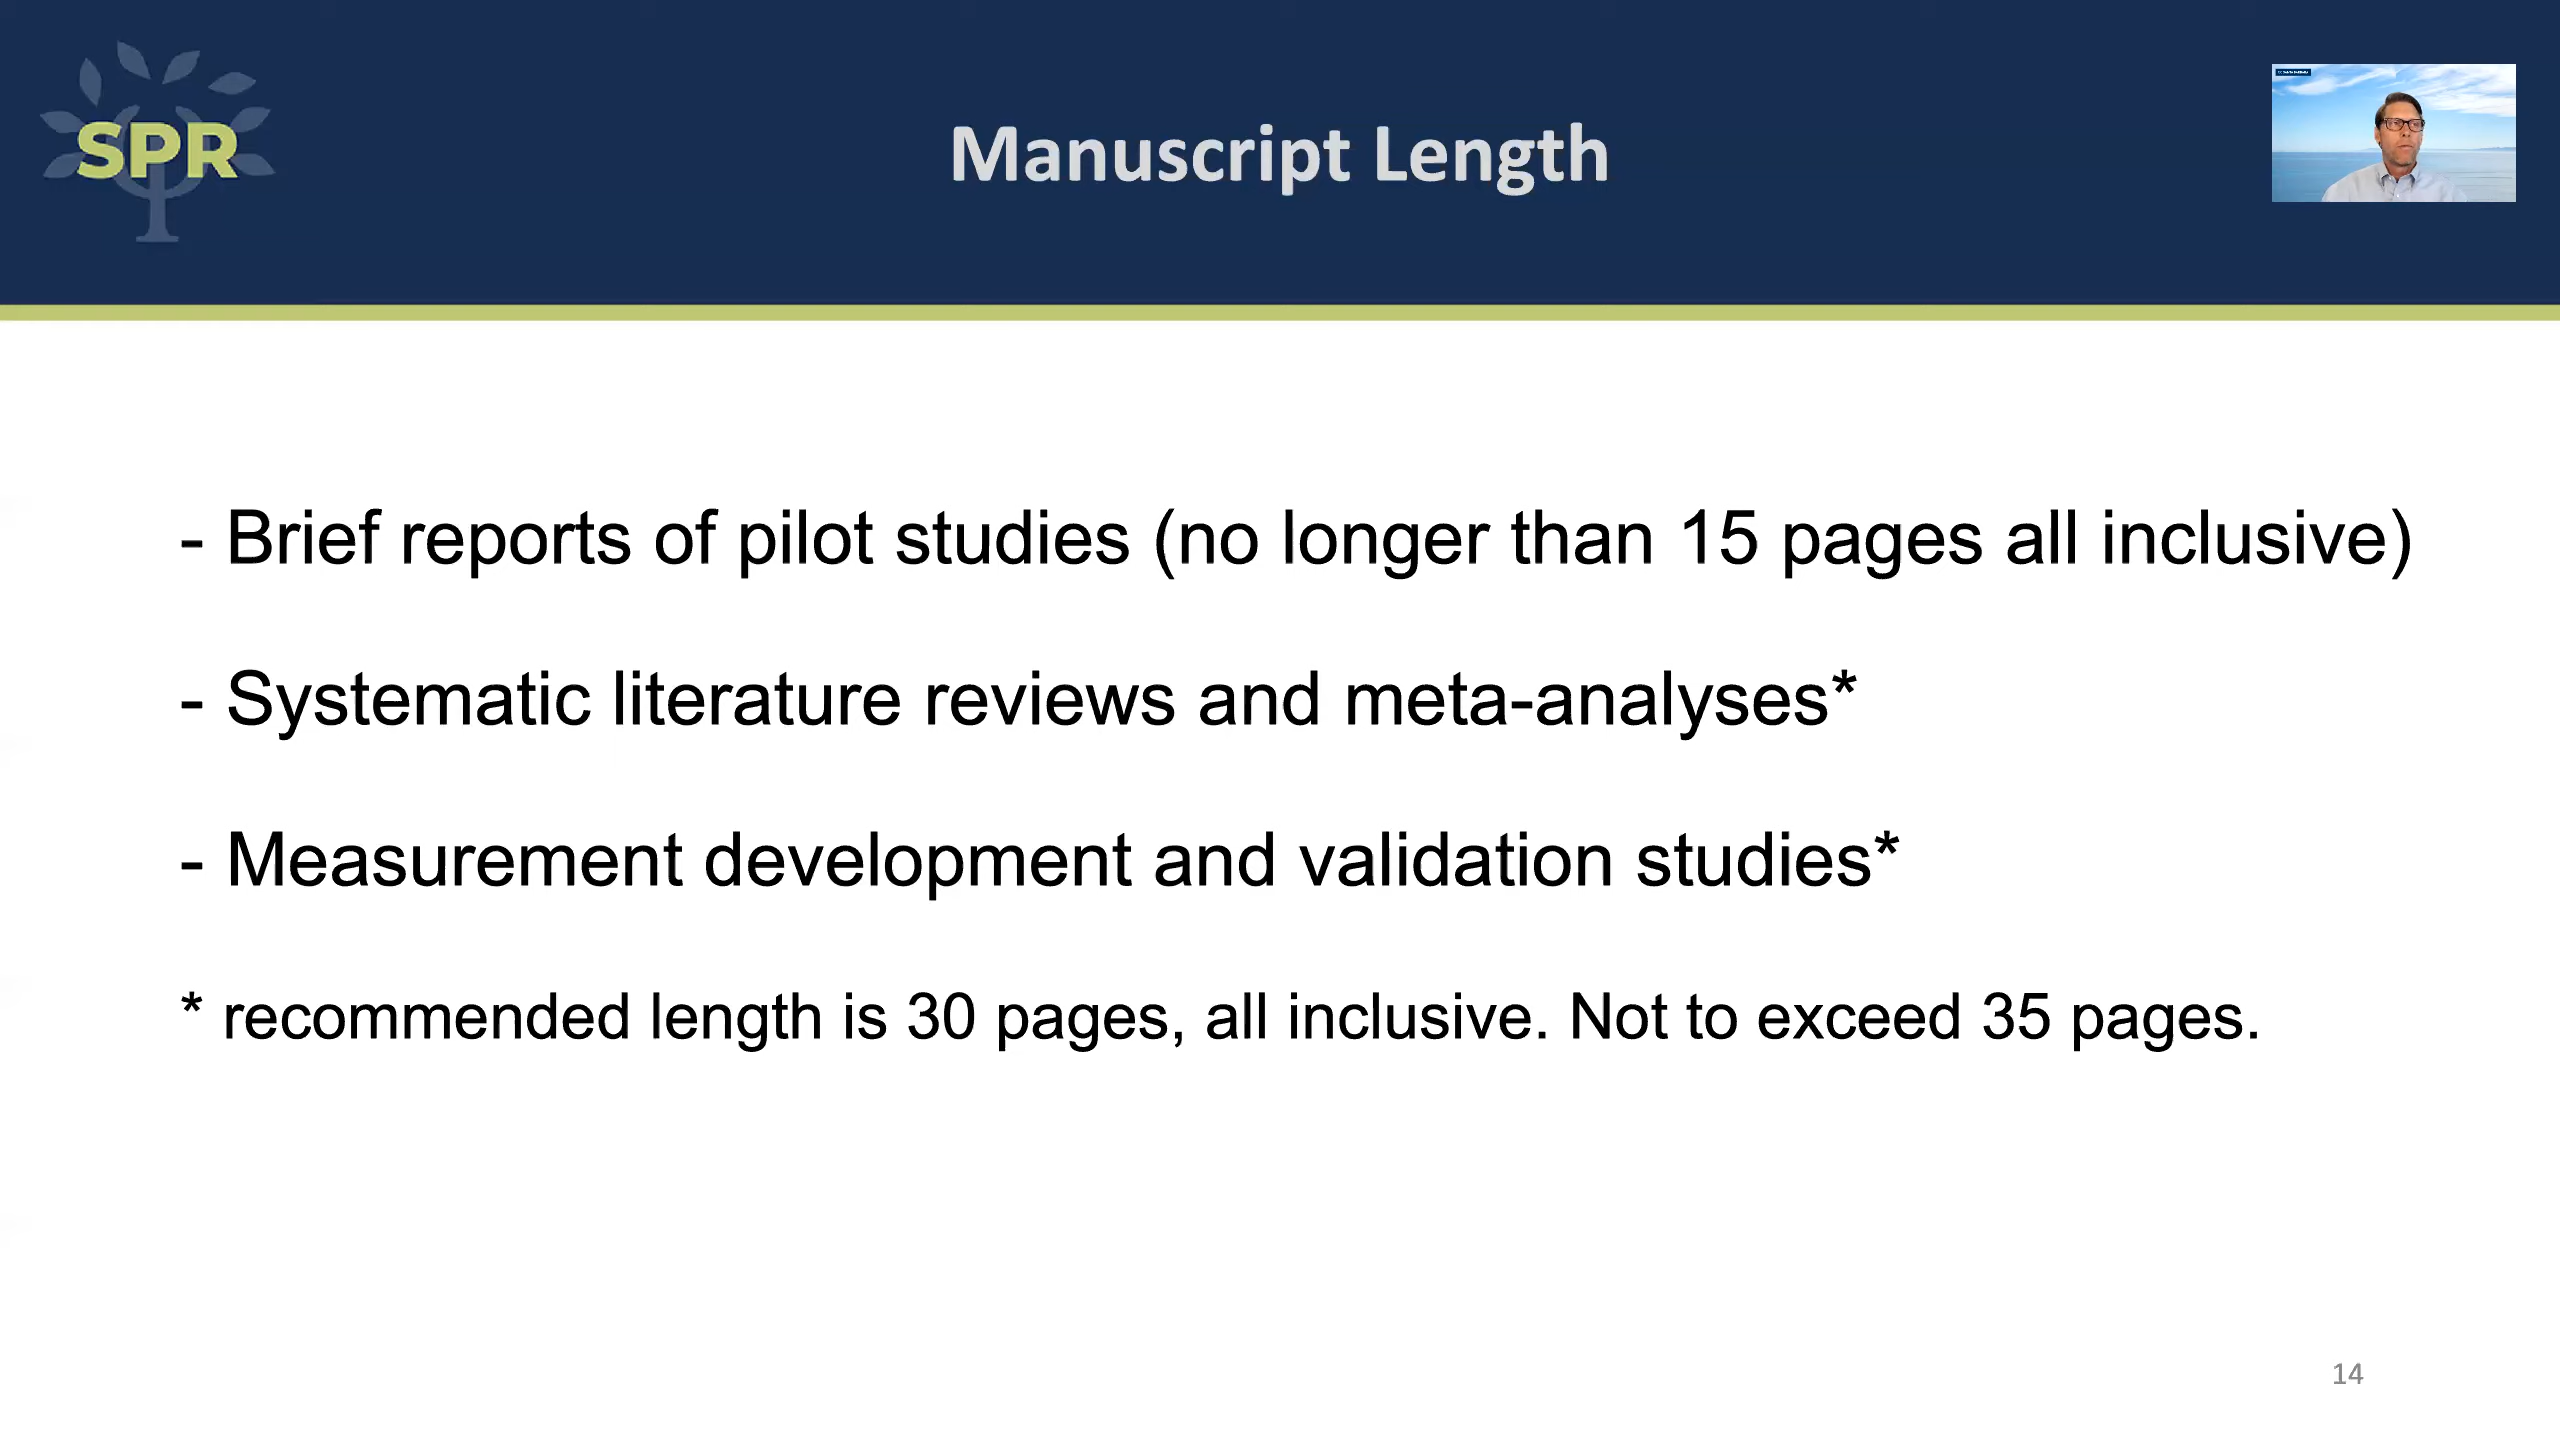 SPR
Manuscript Length
- Brief reports of pilot studies (no longer than 15 pages all inclusive)
- Systematic literature reviews and meta-analyses*
- Measurement development and validation studies*
* recommended length is 30 pages, all inclusive. Not to exceed 35 pages.
14